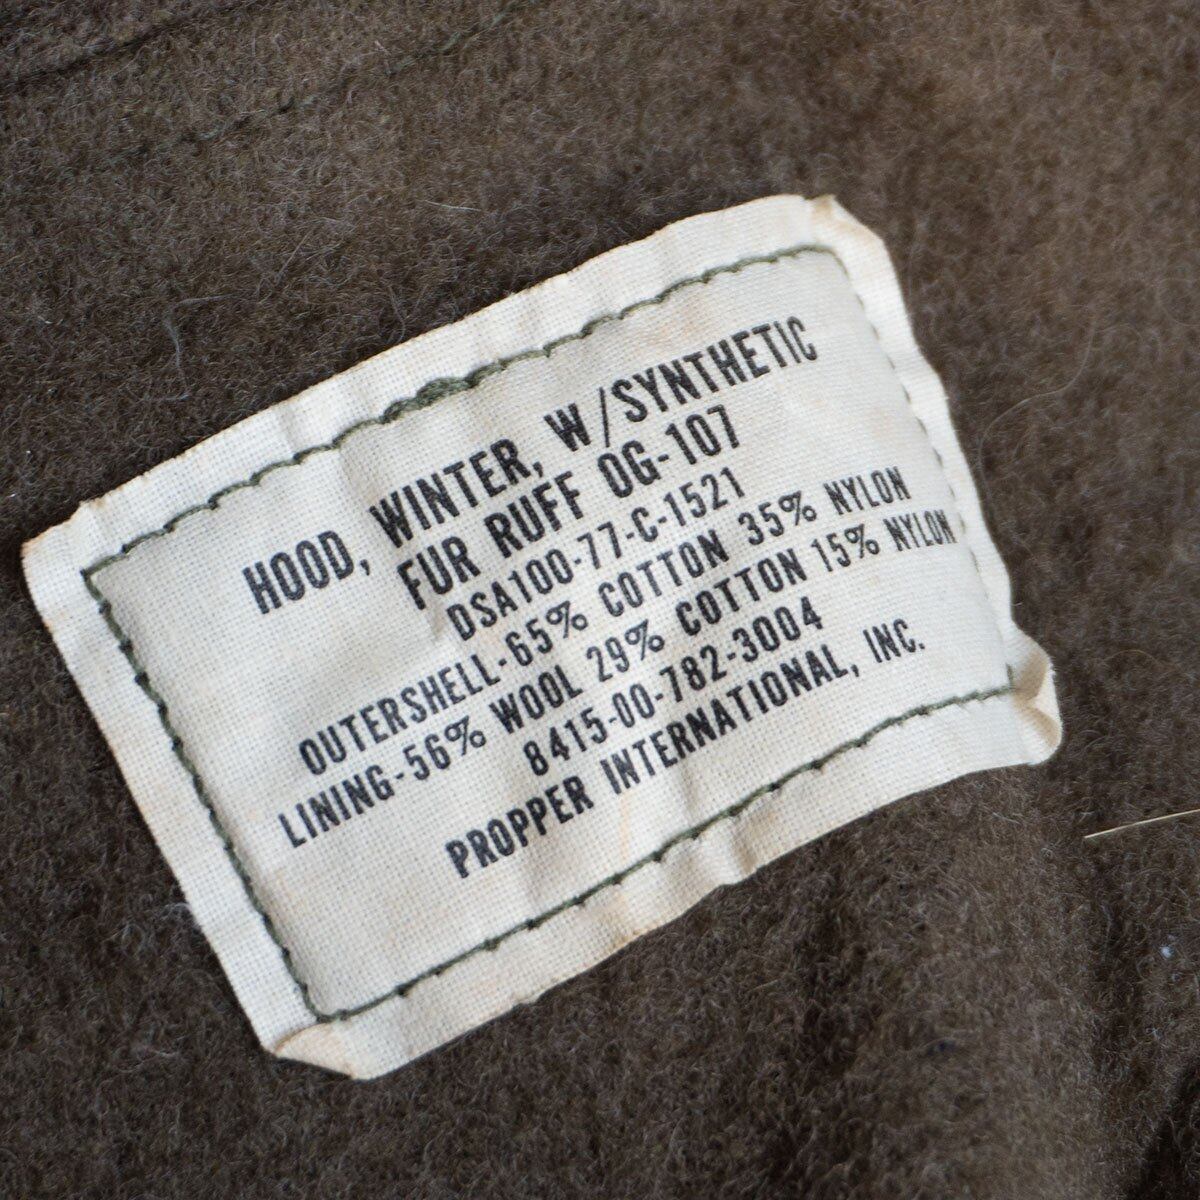 HOOD, WINTER, W/SYNTHETIC
FUR RUFF OG-107
DSA100-77-C-1521
OUTERSHELL-65% COTTON 35% NYLON
LINING-56% WOOL 29% COTTON 15% NYLON
8415-00-782-3004
PROPPER INTERNATIONAL, INC.